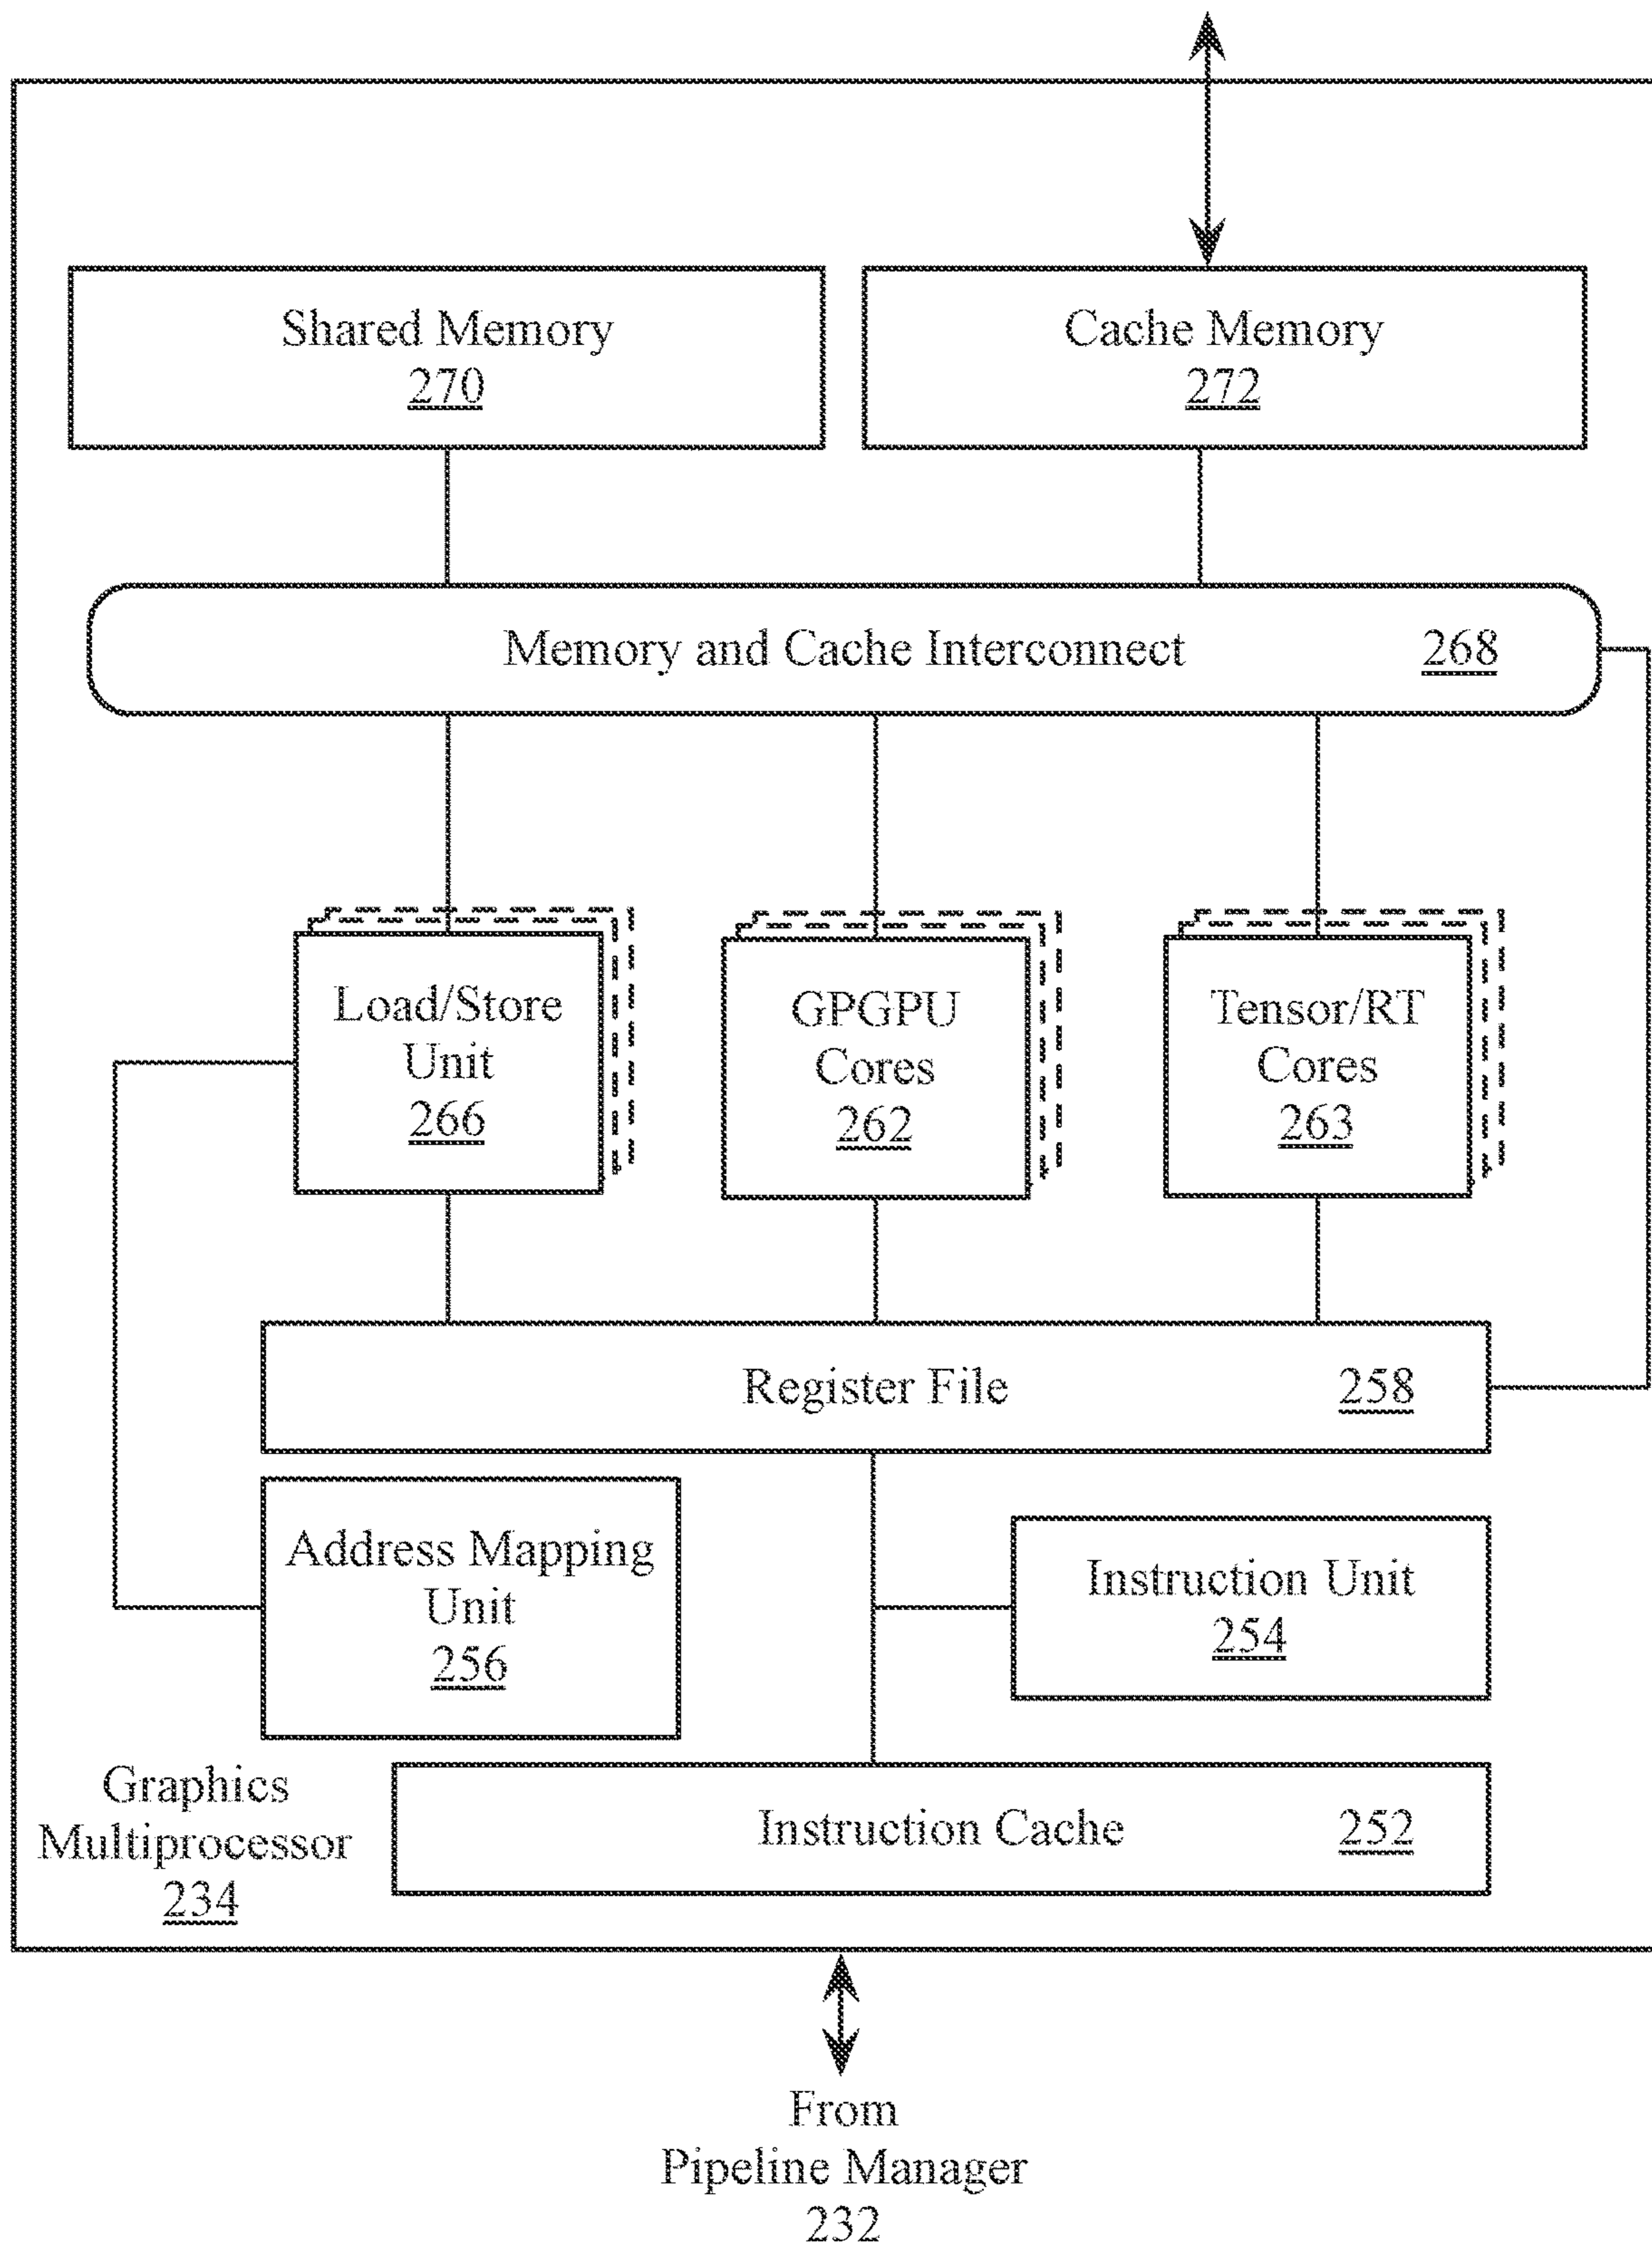 Shared Memory
270
Cache Memory
272
Memory and Cache Interconnect 268
Load/Store
Unit
266
GPGPU
Cores
262
Tensor/RT
Cores
263
Register File 258
Address Mapping
Unit
256
Instruction Unit
254
Graphics
Multiprocessor
234
Instruction Cache 252
From
Pipeline Manager
232